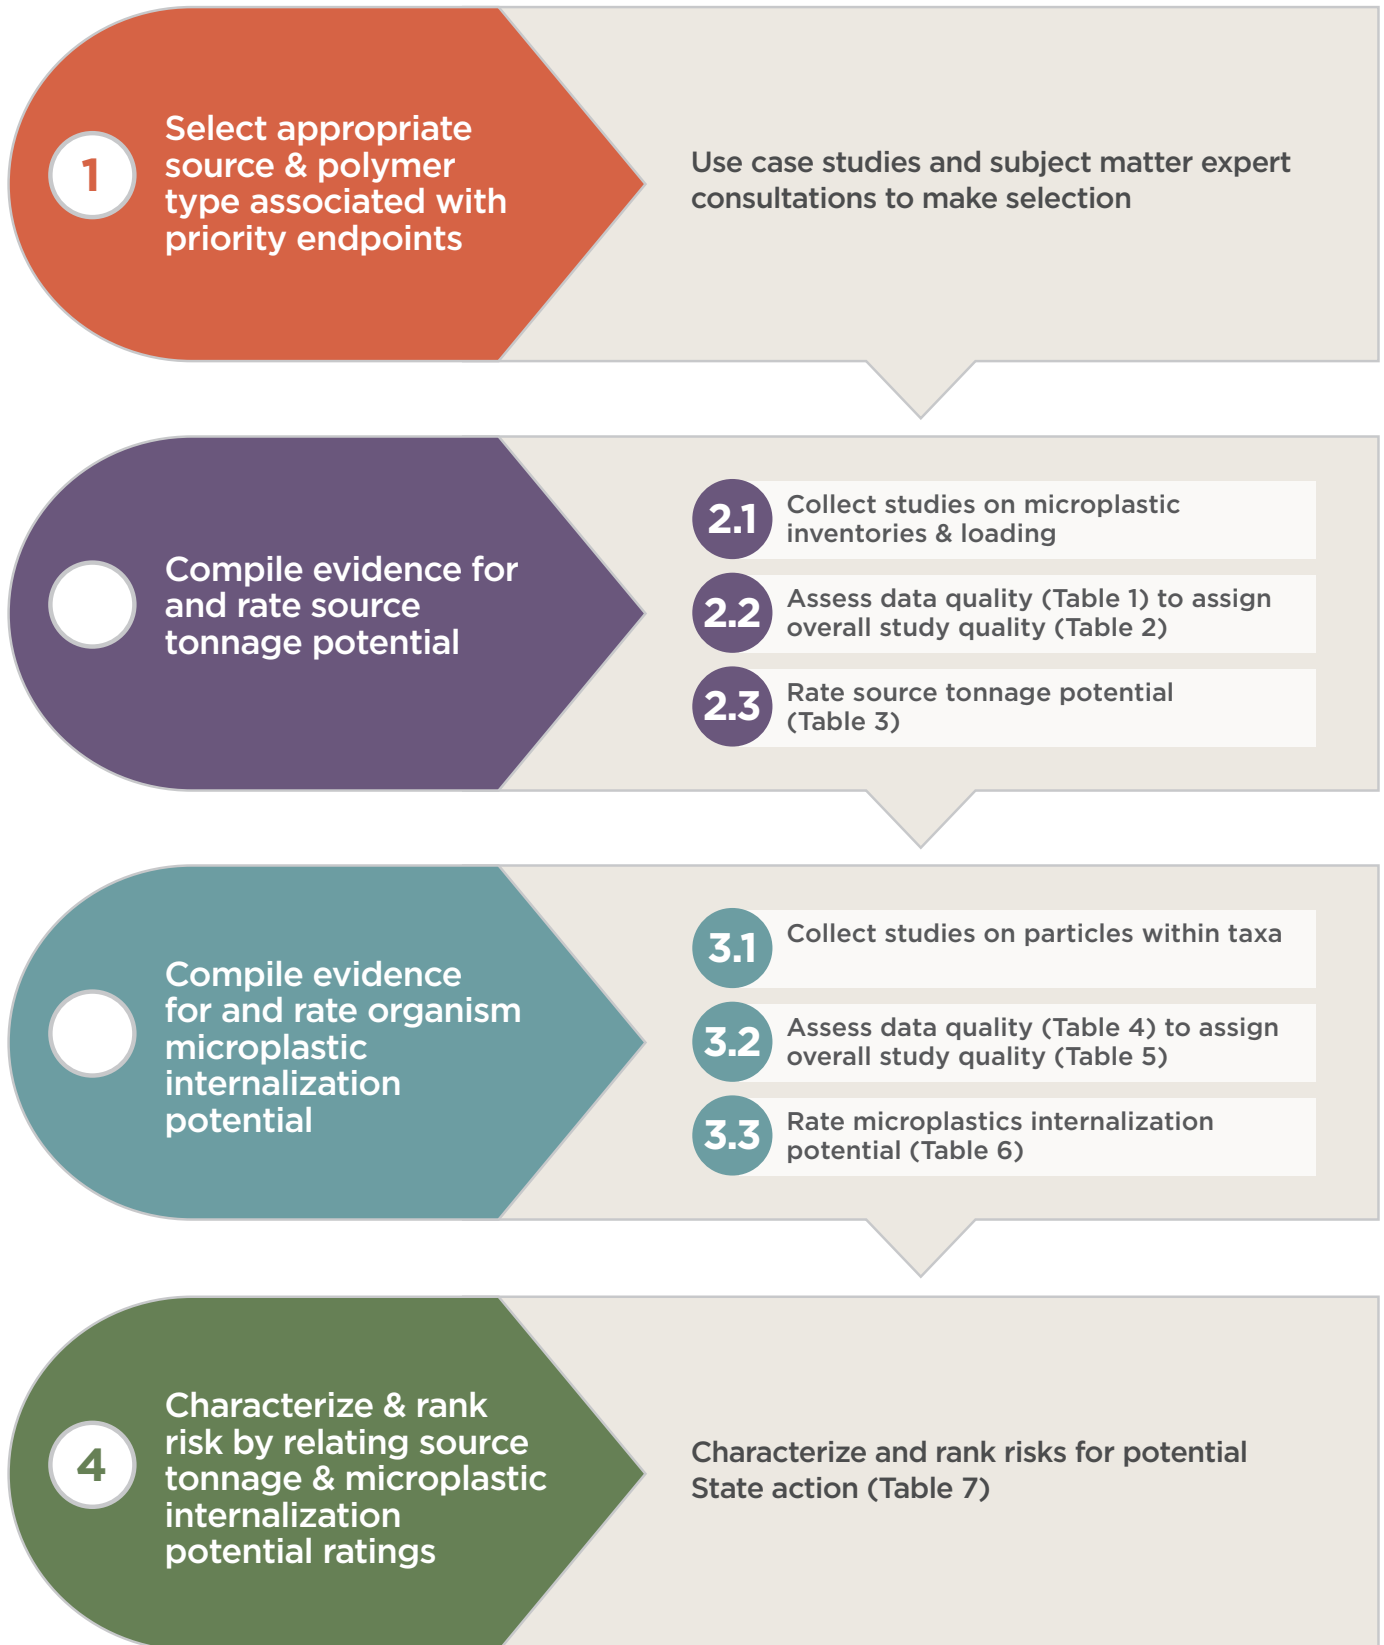 1
Select appropriate
source & polymer
type associated with
priority endpoints
Use case studies and subject matter expert
consultations to make selection
Compile evidence for
and rate source
tonnage potential
2.1
Collect studies on microplastic
inventories & loading
2.2
Assess data quality (Table 1) to assign
overall study quality (Table 2)
2.3
Rate source tonnage potential
(Table 3)
Compile evidence
for and rate organism
microplastic
internalization
potential
3.1
Collect studies on particles within taxa
3.2
Assess data quality (Table 4) to assign
overall study quality (Table 5)
3.3
Rate microplastics internalization
potential (Table 6)
4
Characterize & rank
risk by relating source
tonnage & microplastic
internalization
potential ratings
Characterize and rank risks for potential
State action (Table 7)